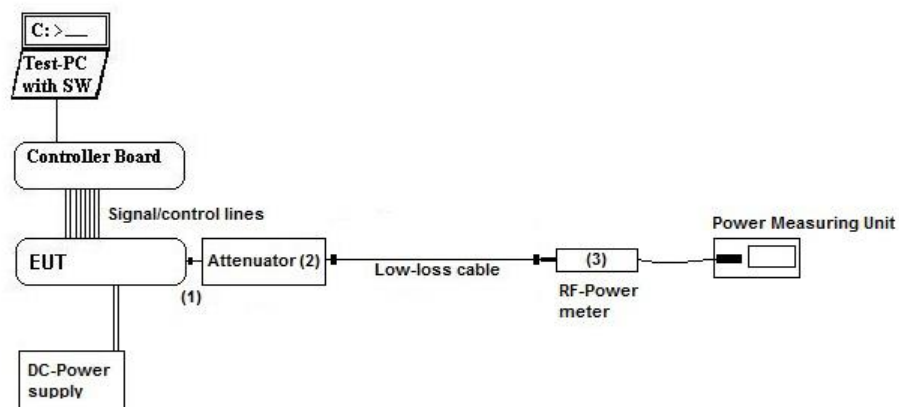 C:>__
Test-PC
with SW
Controller Board
Signal/control lines
EUT
(1)
Attenuator (2)
Low-loss cable
(3)
RF-Power
meter
Power Measuring Unit
DC-Power
supply